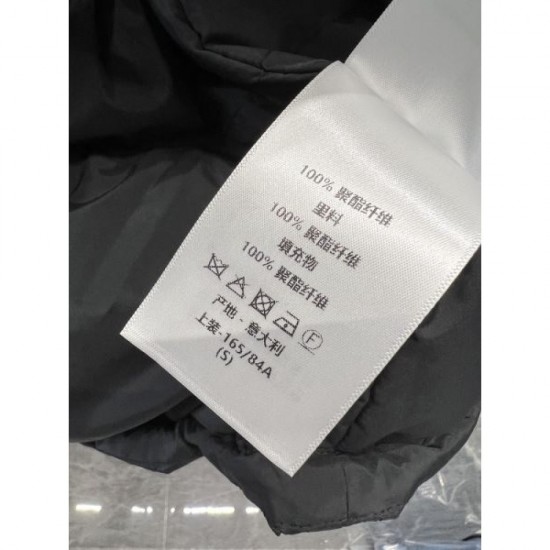 100% 聚酯纤维
里料
100% 聚酯纤维
填充物
100% 聚酯纤维
F
产地 - 意大利
上装-165/84A
(S)